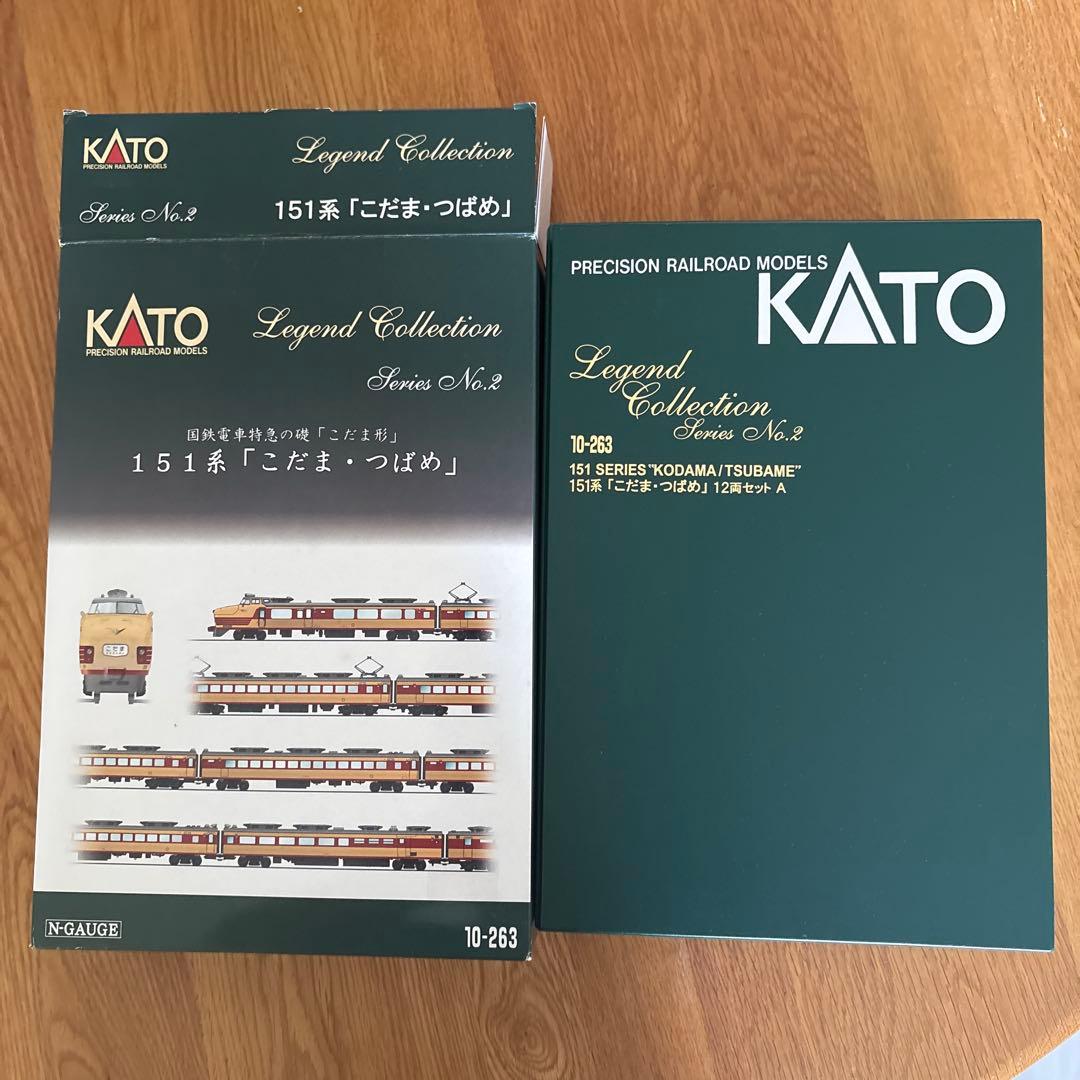 KATO
PRECISION RAILROAD MODELS
Legend Collection
Series No.2
151系「こだま・つばめ」
KATO
PRECISION RAILROAD MODELS
Legend Collection
Series No.2
国鉄電車特急の礎「こだま形」
151系「こだま・つばめ」
こだま
N-GAUGE
10-263
PRECISION RAILROAD MODELS
KATO
Legend
Collection
Series No.2
10-263
151 SERIES "KODAMA/TSUBAME"
151系「こだま・つばめ」12両セット A